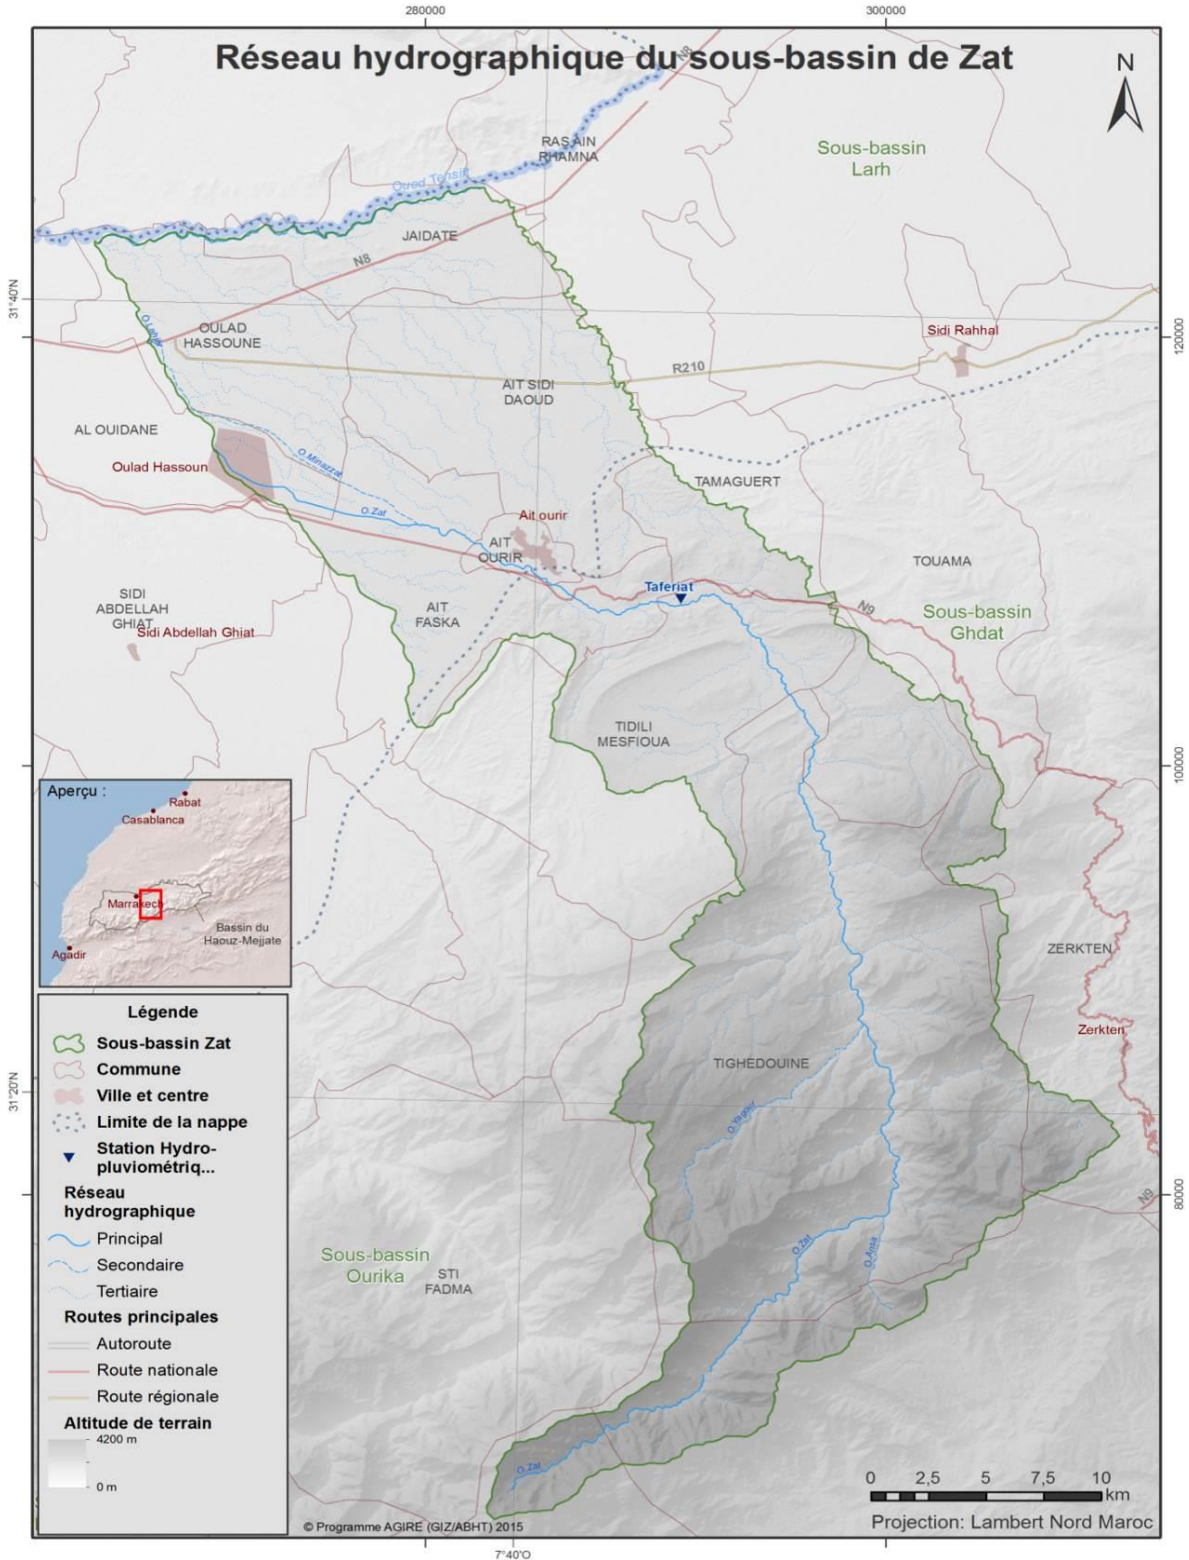 280000
300000
Réseau hydrographique du sous-bassin de Zat
N8
N
RAS AIN
RHAMNA
Sous-bassin
Larh
Oued Tensift
JAIDATE
N8
31°40'N
O.Lahjar
OULAD
HASSOUNE
Sidi Rahhal
120000
R210
AIT SIDI
DAOUD
AL OUIDANE
Oulad Hassoun
O.Minazzat
TAMAGUERT
O.Zat
Ait ourir
AIT
OURIR
TOUAMA
Taferiat
SIDI
ABDELLAH
GHIAT
Sidi Abdellah Ghiat
AIT
FASKA
N9
Sous-bassin
Ghdat
TIDILI
MESFIOUA
100000
Aperçu :
Rabat
Casablanca
Marrakech
Bassin du
Haouz-Mejjate
Agadir
ZERKTEN
Zerkten
TIGHEDOUINE
31°20'N
O.Yagour
80000
N9
O.Zat
O.Ansa
Sous-bassin
Ourika
STI
FADMA
O.Zat
Légende
Sous-bassin Zat
Commune
Ville et centre
Limite de la nappe
Station Hydro-
pluviométriq...
Réseau
hydrographique
Principal
Secondaire
Tertiaire
Routes principales
Autoroute
Route nationale
Route régionale
Altitude de terrain
4200 m
0 m
0 2,5 5 7,5 10
km
© Programme AGIRE (GIZ/ABHT) 2015
Projection: Lambert Nord Maroc
7°40'O